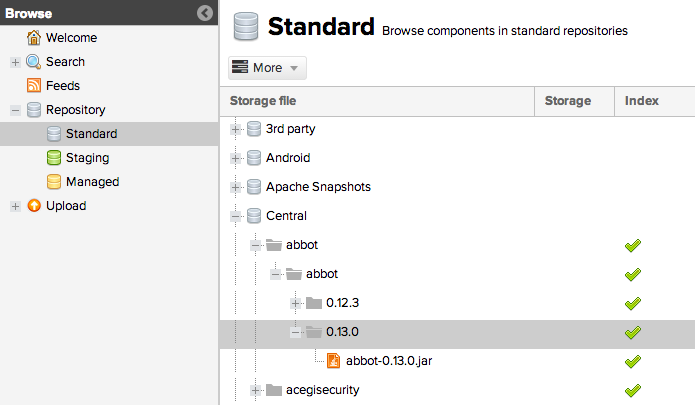 Browse
Welcome
Search
Feeds
Repository
Standard
Staging
Managed
Upload
Standard Browse components in standard repositories
More
Storage file Storage Index
3rd party
Android
Apache Snapshots
Central
abbot
abbot
0.12.3
0.13.0
abbot-0.13.0.jar
acegisecurity